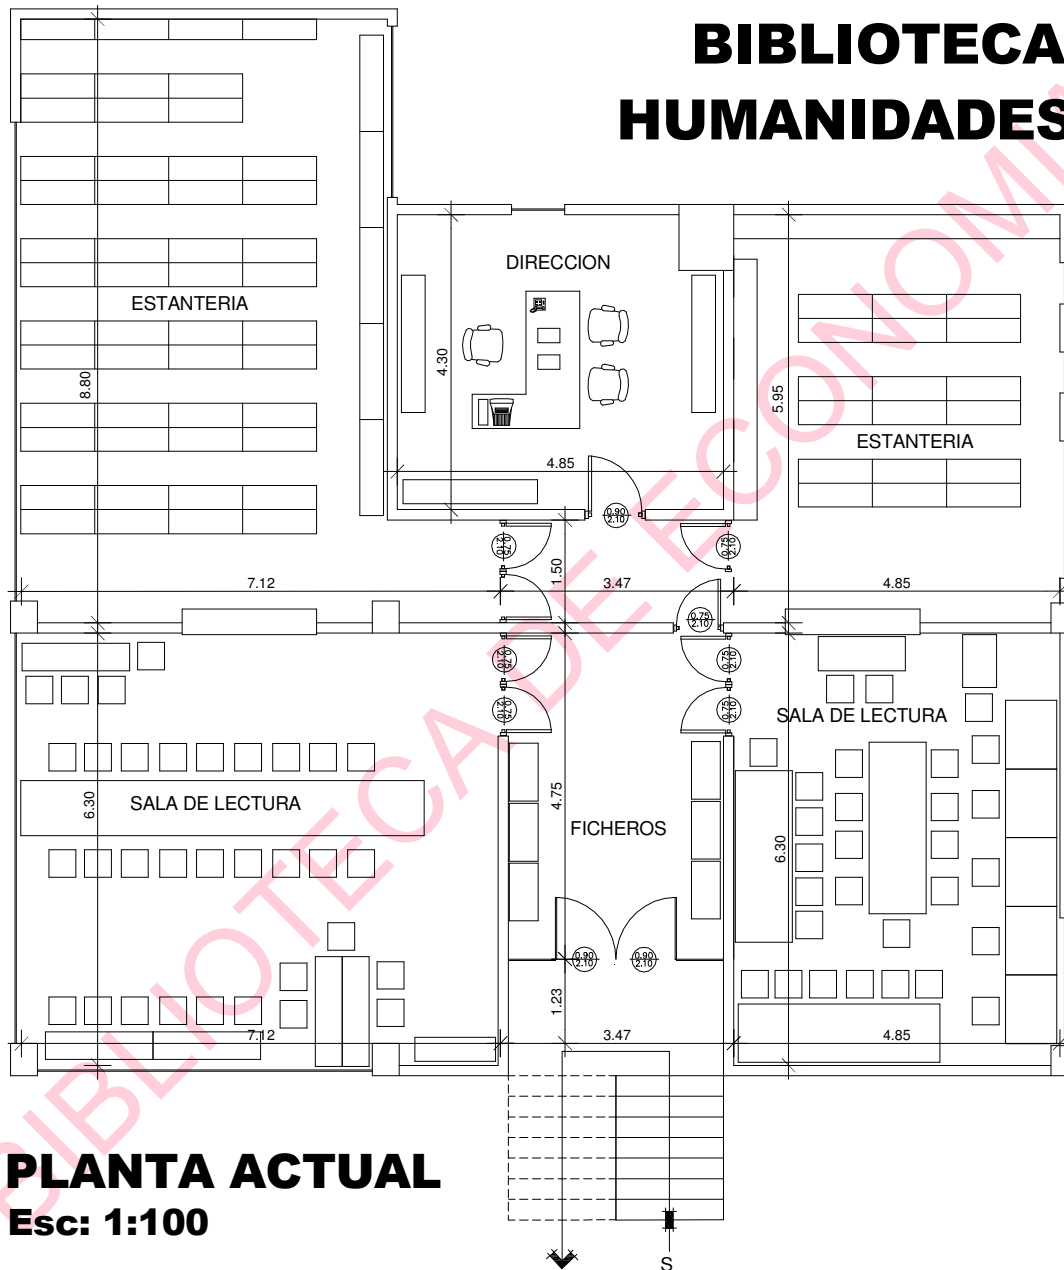 BIBLIOTECA
HUMANIDADES
DIRECCION
ESTANTERIA
4.30
8.80
5.95
ESTANTERIA
4.85
0.90
2.10
0.75
2.10
0.75
2.10
1.50
7.12
3.47
4.85
0.75
2.10
0.75
2.10
0.75
2.10
0.75
2.10
0.75
2.10
SALA DE LECTURA
SALA DE LECTURA
6.30
4.75
FICHEROS
6.30
0.90
2.10
0.90
2.10
1.23
7.12
3.47
4.85
BIBLIOTECA DE ECONOMI
PLANTA ACTUAL
Esc: 1:100
S